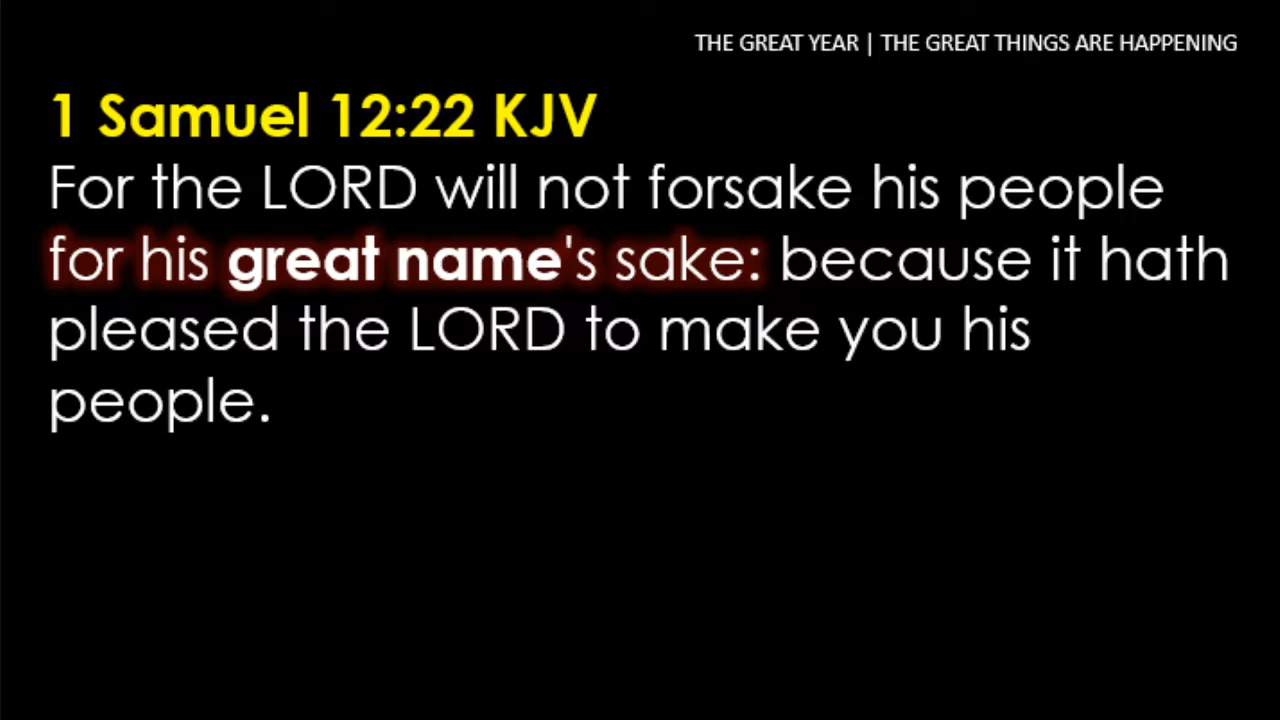 THE GREAT YEAR | THE GREAT THINGS ARE HAPPENING
1 Samuel 12:22 KJV
For the LORD will not forsake his people
for his great name's sake: because it hath
pleased the LORD to make you his
people.